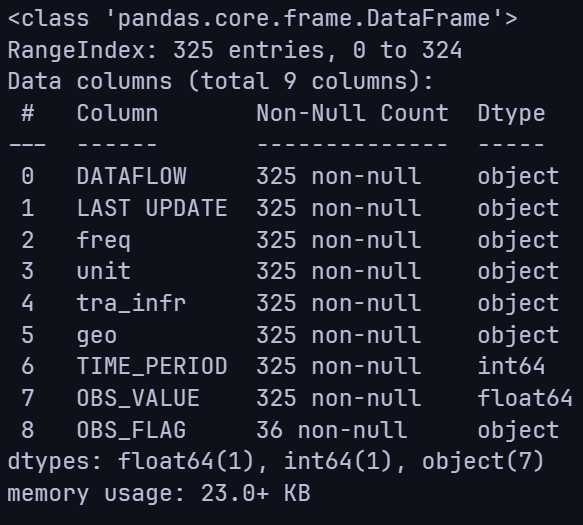 <class 'pandas.core.frame.DataFrame'>
RangeIndex: 325 entries, 0 to 324
Data columns (total 9 columns):
 #   Column       Non-Null Count  Dtype
---  ------       --------------  -----
 0   DATAFLOW     325 non-null    object
 1   LAST UPDATE  325 non-null    object
 2   freq         325 non-null    object
 3   unit         325 non-null    object
 4   tra_infr     325 non-null    object
 5   geo          325 non-null    object
 6   TIME_PERIOD  325 non-null    int64
 7   OBS_VALUE    325 non-null    float64
 8   OBS_FLAG     36 non-null     object
dtypes: float64(1), int64(1), object(7)
memory usage: 23.0+ KB